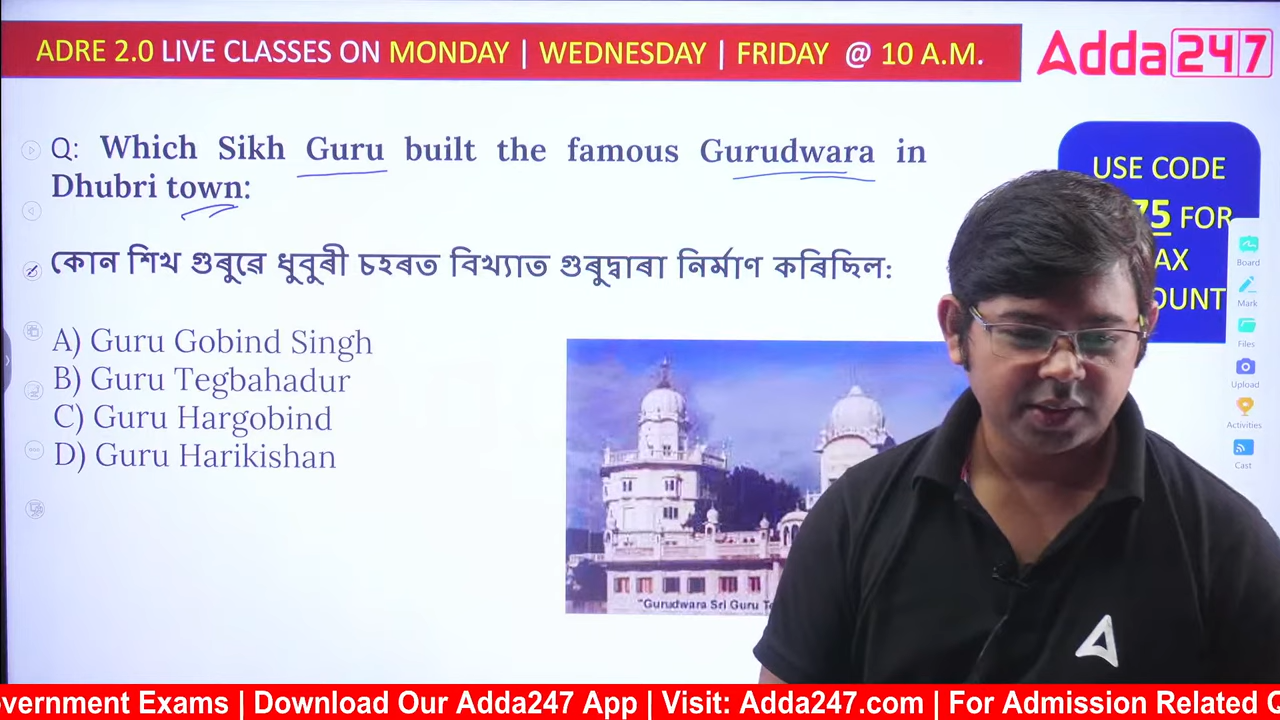 ADRE 2.0 LIVE CLASSES ON MONDAY | WEDNESDAY | FRIDAY @ 10 A.M.
Adda247
Q: Which Sikh Guru built the famous Gurudwara in
Dhubri town:
কোন শিখ গুৰুৱে ধুবুৰী চহৰত বিখ্যাত গুৰুদ্বাৰা নিৰ্মাণ কৰিছিল:
A) Guru Gobind Singh
B) Guru Tegbahadur
C) Guru Hargobind
D) Guru Harikishan
"Gurudwara Sri Guru
USE CODE
FOR
Board
Mark
Files
Upload
Activities
Cast
Exams | Download Our Adda247 App | Visit: Adda247.com | For Admission Related